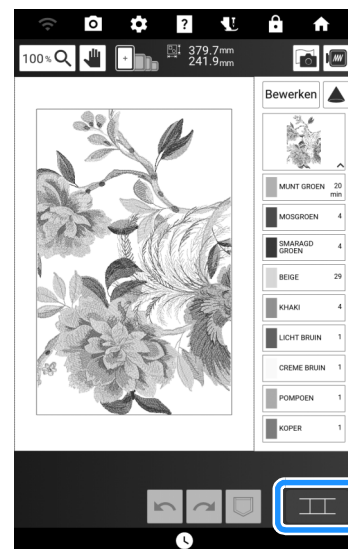 ?
100 %
379.7mm
241.9mm
Bewerken
MUNT GROEN 20 min
MOSGROEN 4
SMARAGD GROEN 4
BEIGE 29
KHAKI 4
LICHT BRUIN 1
CREME BRUIN 1
POMPOEN 1
KOPER 1